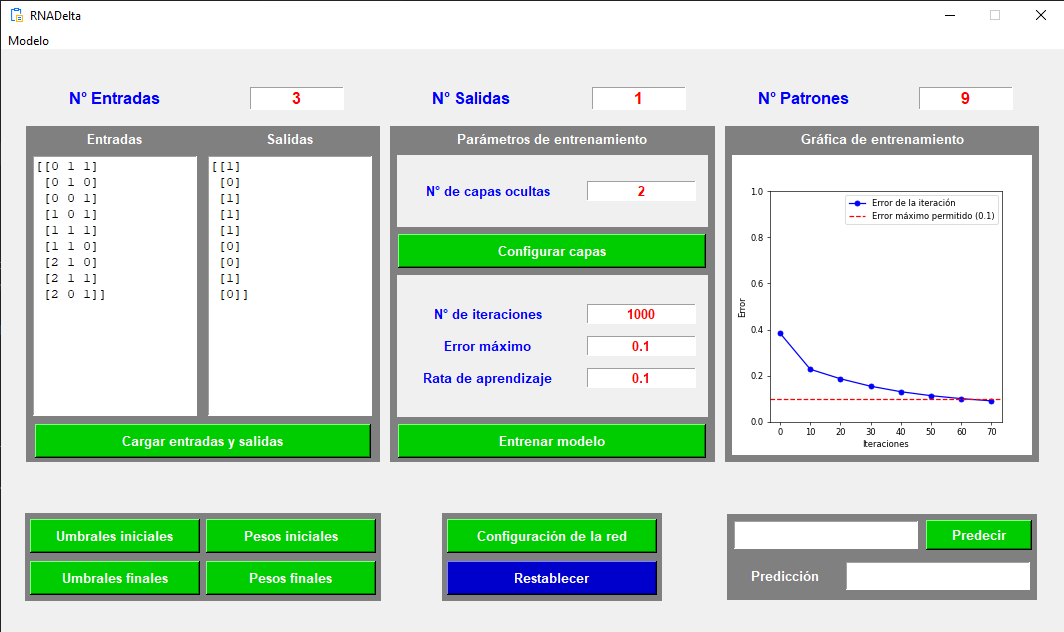 RNADelta
Modelo
N° Entradas 3
N° Salidas 1
N° Patrones 9
Entradas
[[0 1 1]
[0 1 0]
[0 0 1]
[1 0 1]
[1 1 1]
[1 1 0]
[2 1 0]
[2 1 1]
[2 0 1]]
Salidas
[[1]
[0]
[1]
[1]
[1]
[0]
[0]
[1]
[0]]
Cargar entradas y salidas
Parámetros de entrenamiento
N° de capas ocultas 2
Configurar capas
N° de iteraciones 1000
Error máximo 0.1
Rata de aprendizaje 0.1
Entrenar modelo
Gráfica de entrenamiento
Error de la iteración
Error máximo permitido (0.1)
1.0
0.8
0.6
0.4
0.2
0.0
Error
0 10 20 30 40 50 60 70
Iteraciones
Umbrales iniciales
Pesos iniciales
Umbrales finales
Pesos finales
Configuración de la red
Restablecer
Predecir
Predicción